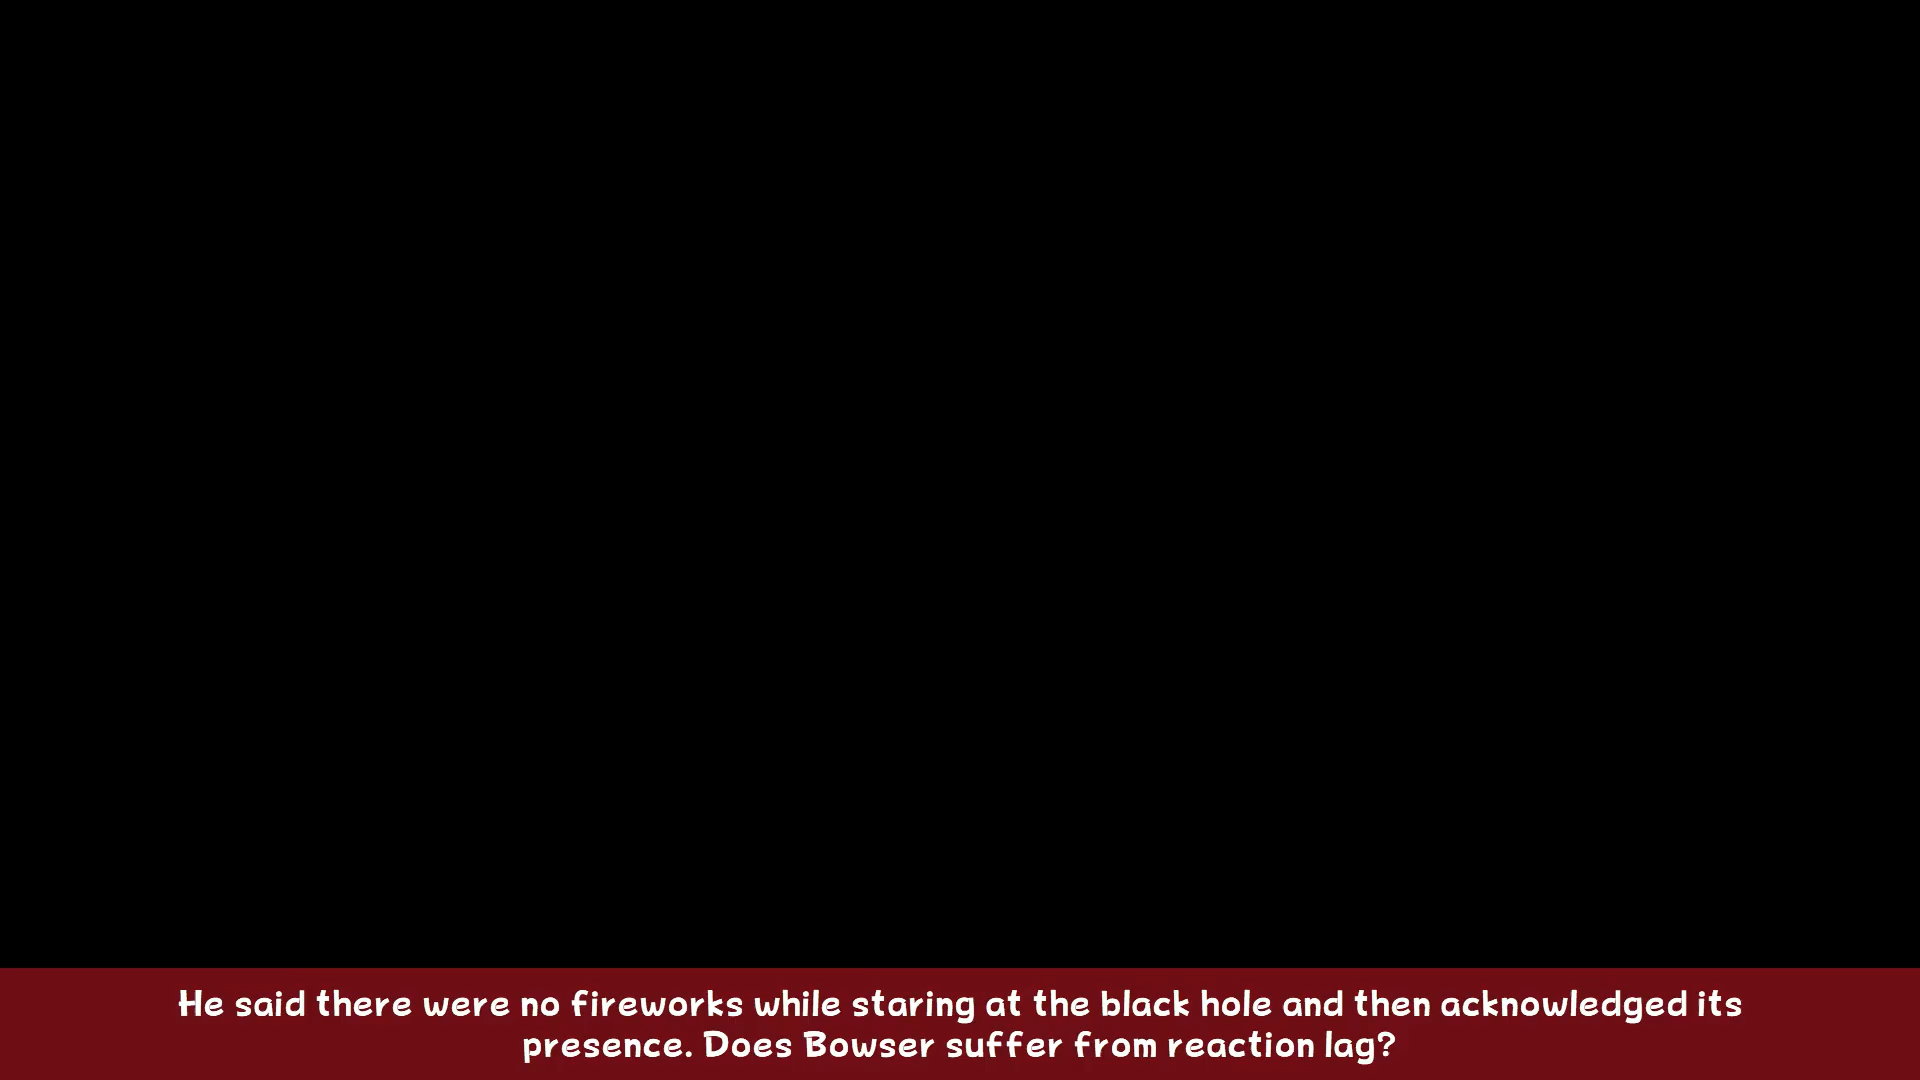 He said there were no fireworks while staring at the black hole and then acknowledged its
presence. Does Bowser suffer from reaction lag?